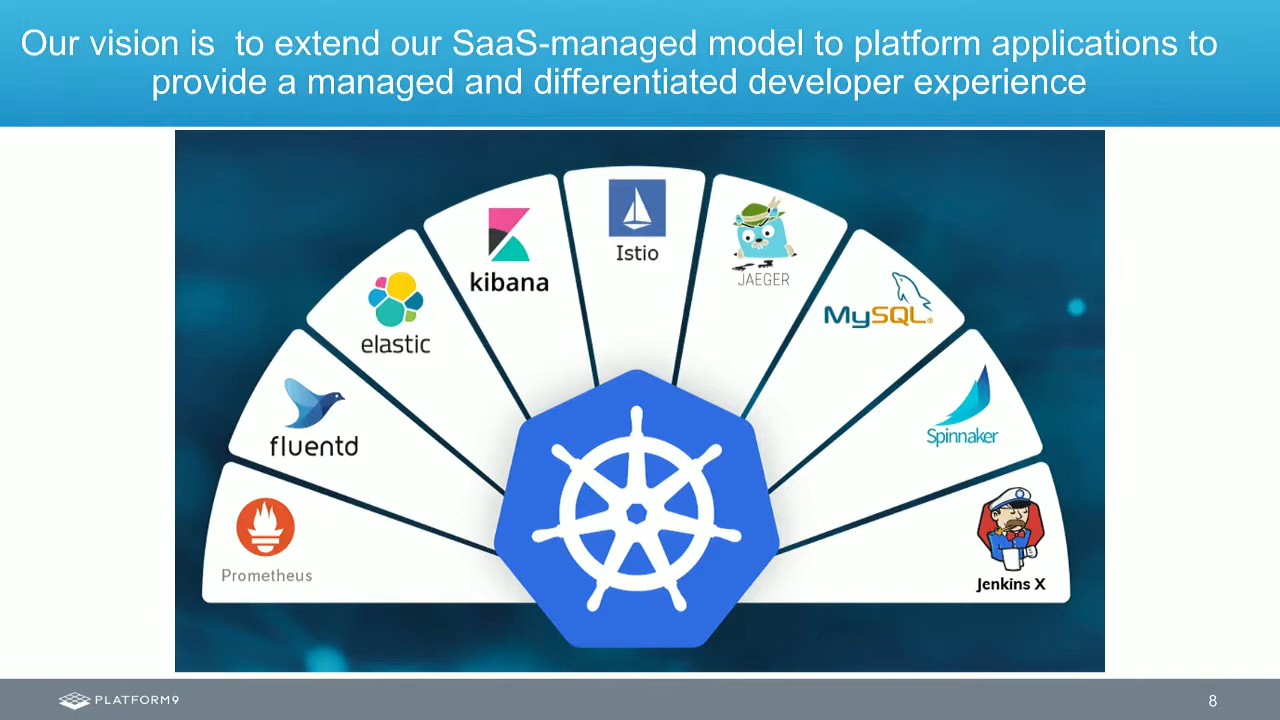 Our vision is  to extend our SaaS-managed model to platform applications to
provide a managed and differentiated developer experience
Istio
kibana
JAEGER
MySQL®
elastic
Spinnaker
fluentd
Prometheus
Jenkins X
PLATFORM9
8